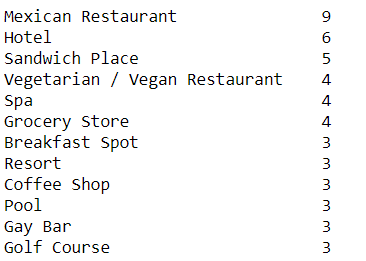 Mexican Restaurant 9
Hotel 6
Sandwich Place 5
Vegetarian / Vegan Restaurant 4
Spa 4
Grocery Store 4
Breakfast Spot 3
Resort 3
Coffee Shop 3
Pool 3
Gay Bar 3
Golf Course 3